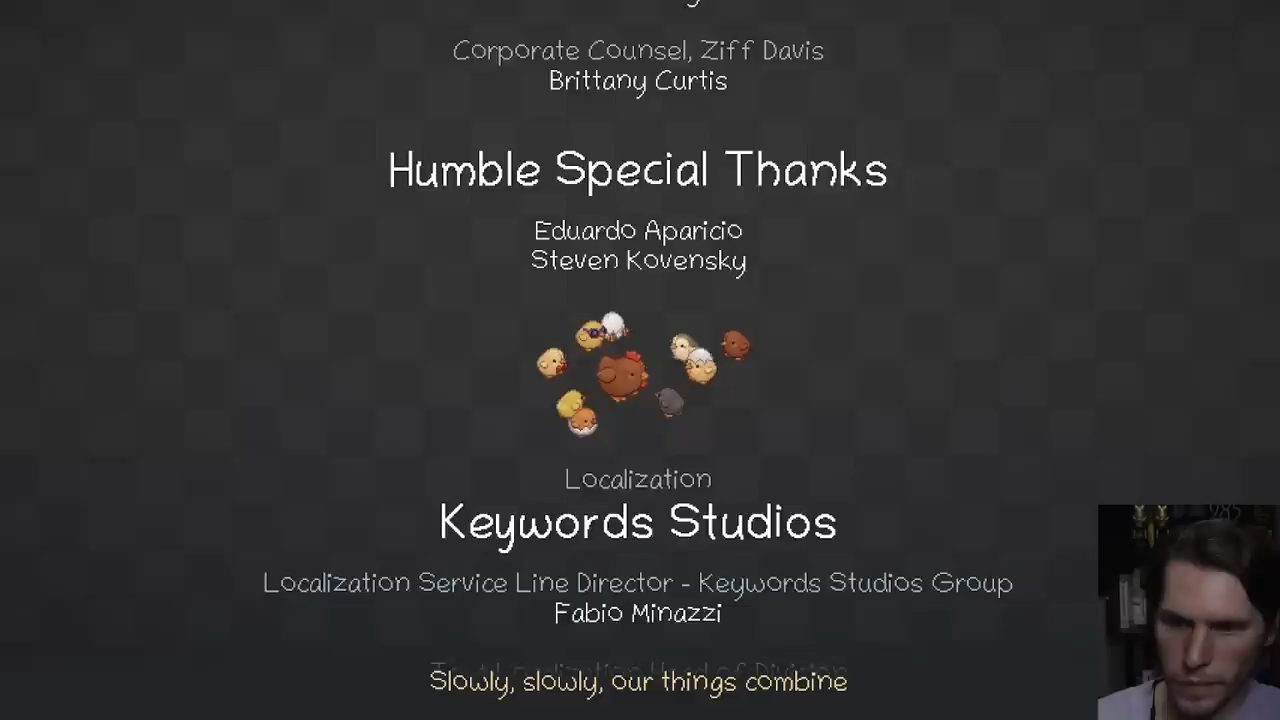 Corporate Counsel, Ziff Davis
Brittany Curtis
Humble Special Thanks
Eduardo Aparicio
Steven Kovensky
Localization
Keywords Studios
Localization Service Line Director - Keywords Studios Group
Fabio Minazzi
Slowly, slowly, our things combine